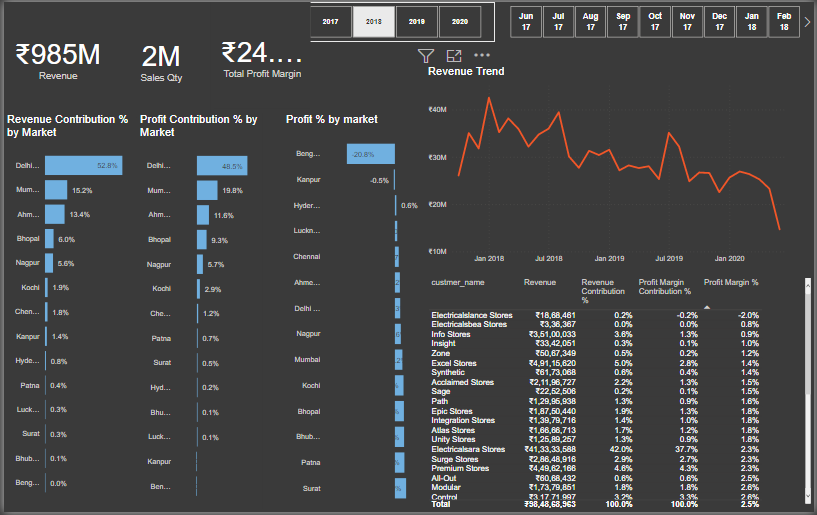 2017
2018
2019
2020
Jun 17
Jul 17
Aug 17
Sep 17
Oct 17
Nov 17
Dec 17
Jan 18
Feb 18
₹985M
Revenue
2M
Sales Qty
₹24....
Total Profit Margin
Revenue Contribution %
by Market
Delhi... 52.8%
Mum... 15.2%
Ahm... 13.4%
Bhopal 6.0%
Nagpur 5.6%
Kochi 1.9%
Chen... 1.8%
Kanpur 1.4%
Hyde... 0.8%
Patna 0.4%
Luck... 0.3%
Surat 0.3%
Bhub... 0.1%
Beng... 0.0%
Profit Contribution % by
Market
Delhi... 48.5%
Mum... 19.8%
Ahm... 11.6%
Bhopal 9.3%
Nagpur 5.7%
Kochi 2.9%
Che... 1.2%
Patna 0.7%
Surat 0.5%
Hyd... 0.2%
Bhu... 0.1%
Luck... 0.1%
Kanpur
Ben...
Profit % by market
Beng... -20.8%
Kanpur -0.5%
Hyder... 0.6%
Luckn...
Chennai
Ahme...
Delhi ...
Nagpur
Mumbai
Kochi
Bhopal
Bhub...
Patna
Surat
Revenue Trend
₹40M
₹30M
₹20M
₹10M
Jan 2018 Jul 2018 Jan 2019 Jul 2019 Jan 2020
custmer_name Revenue Revenue Contribution % Profit Margin Contribution % Profit Margin %
Electricalslance Stores ₹18,68,461 0.2% -0.2% -2.0%
Electricalsbea Stores ₹3,36,367 0.0% 0.0% 0.8%
Info Stores ₹3,51,00,033 3.6% 1.3% 0.9%
Insight ₹33,42,051 0.3% 0.1% 1.0%
Zone ₹50,67,349 0.5% 0.2% 1.2%
Excel Stores ₹4,91,15,620 5.0% 2.8% 1.4%
Synthetic ₹61,73,068 0.6% 0.4% 1.4%
Acclaimed Stores ₹2,11,96,727 2.2% 1.3% 1.5%
Sage ₹22,52,508 0.2% 0.1% 1.5%
Path ₹1,29,95,938 1.3% 0.9% 1.6%
Epic Stores ₹1,87,50,440 1.9% 1.3% 1.8%
Integration Stores ₹1,39,79,716 1.4% 1.0% 1.8%
Atlas Stores ₹1,66,66,713 1.7% 1.2% 1.8%
Unity Stores ₹1,25,89,257 1.3% 0.9% 1.8%
Electricalsara Stores ₹41,33,33,588 42.0% 37.7% 2.3%
Surge Stores ₹2,86,48,916 2.9% 2.7% 2.3%
Premium Stores ₹4,49,62,166 4.6% 4.3% 2.3%
All-Out ₹60,68,432 0.6% 0.6% 2.5%
Modular ₹1,73,79,851 1.8% 1.8% 2.6%
Control ₹3,17,71,997 3.2% 3.3% 2.6%
Total ₹98,48,68,963 100.0% 100.0% 2.5%